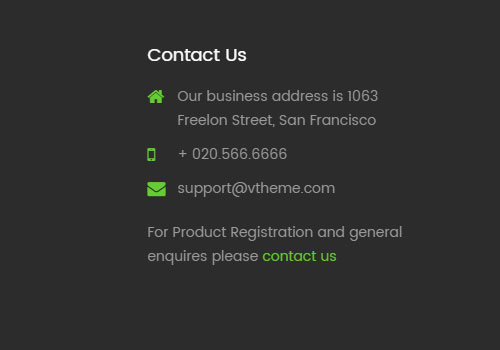 Contact Us
Our business address is 1063
Freelon Street, San Francisco
+ 020.566.6666
support@vtheme.com
For Product Registration and general
enquires please contact us